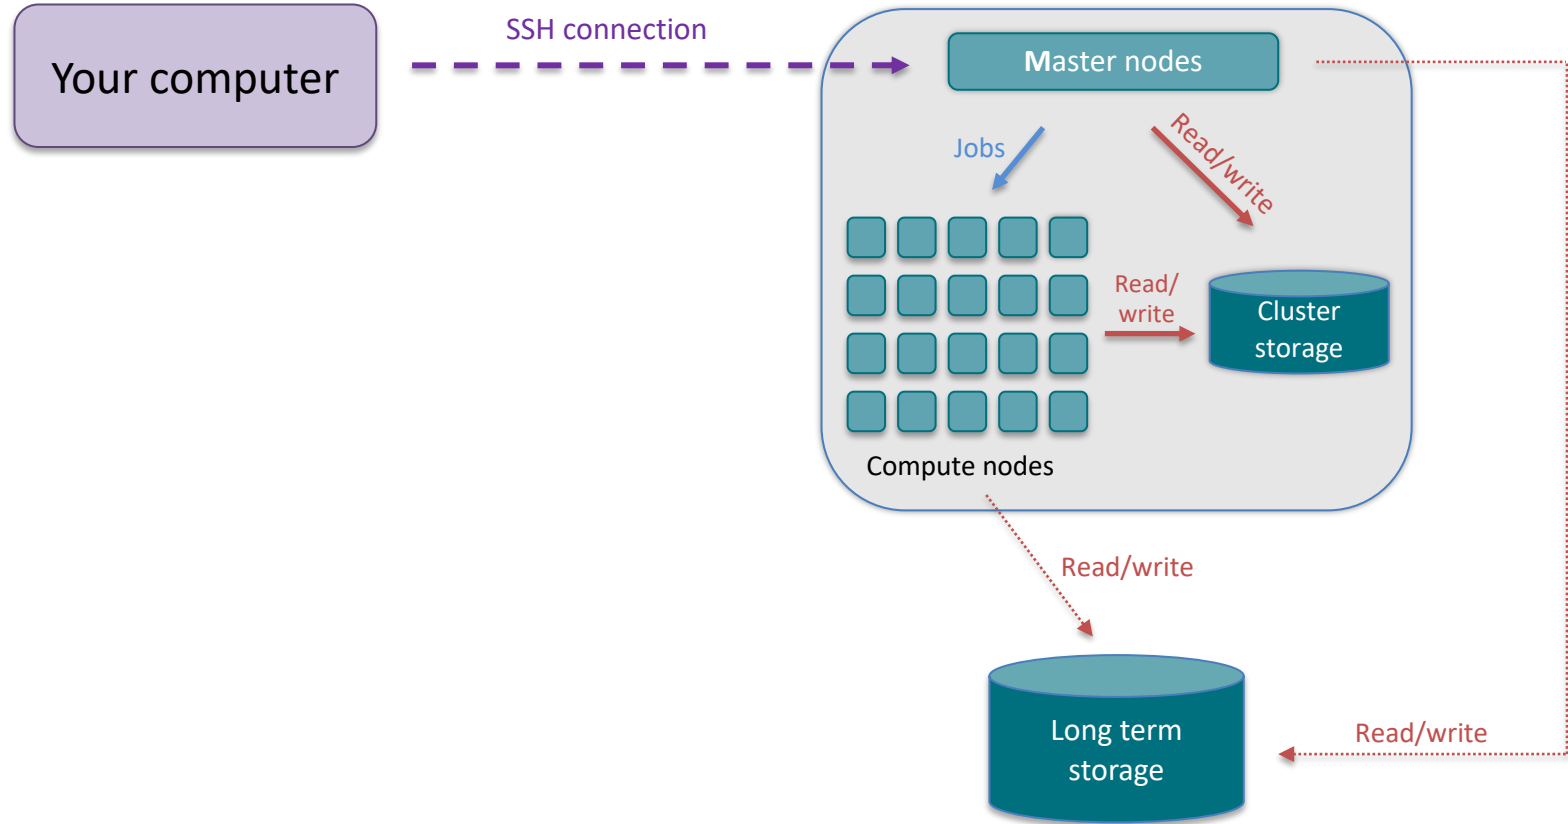 SSH connection
Your computer
Master nodes
Jobs
Read/write
Read/
write
Cluster
storage
Compute nodes
Read/write
Long term
storage
Read/write